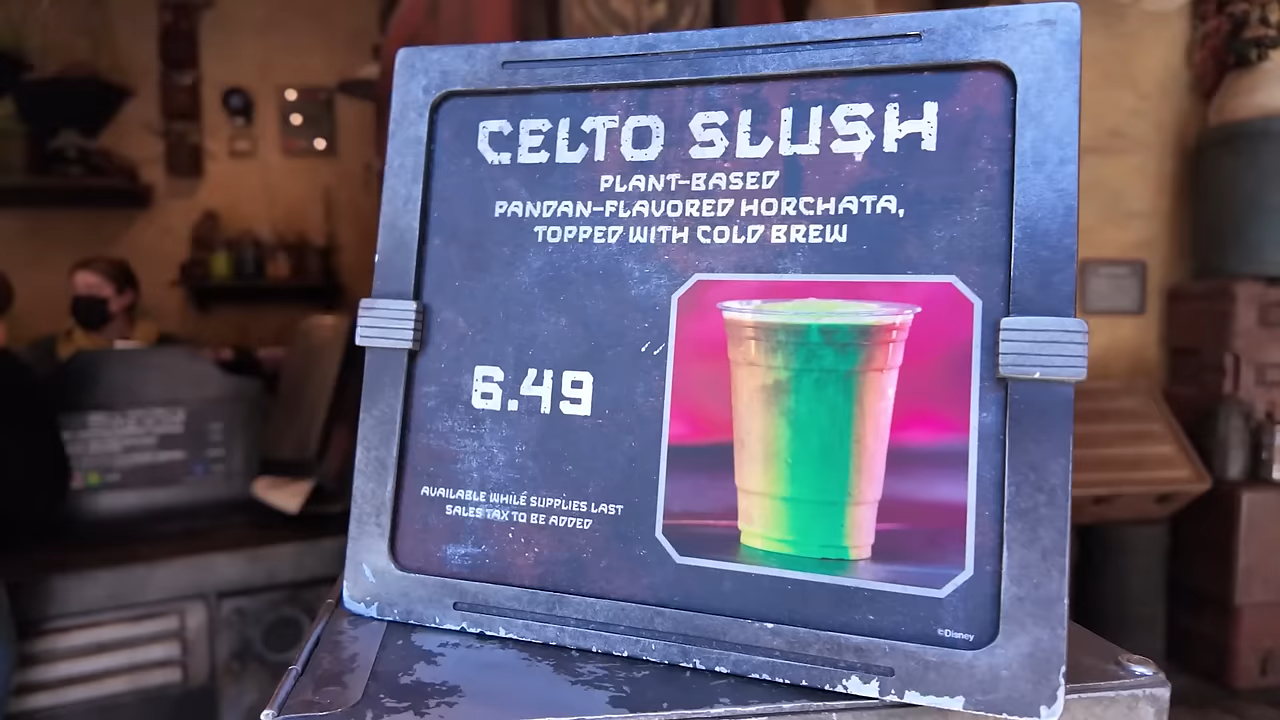 CELTO SLUSH
PLANT-BASED
PANDAN-FLAVORED HORCHATA,
TOPPED WITH COLD BREW
6.49
AVAILABLE WHILE SUPPLIES LAST
SALES TAX TO BE ADDED
©Disney